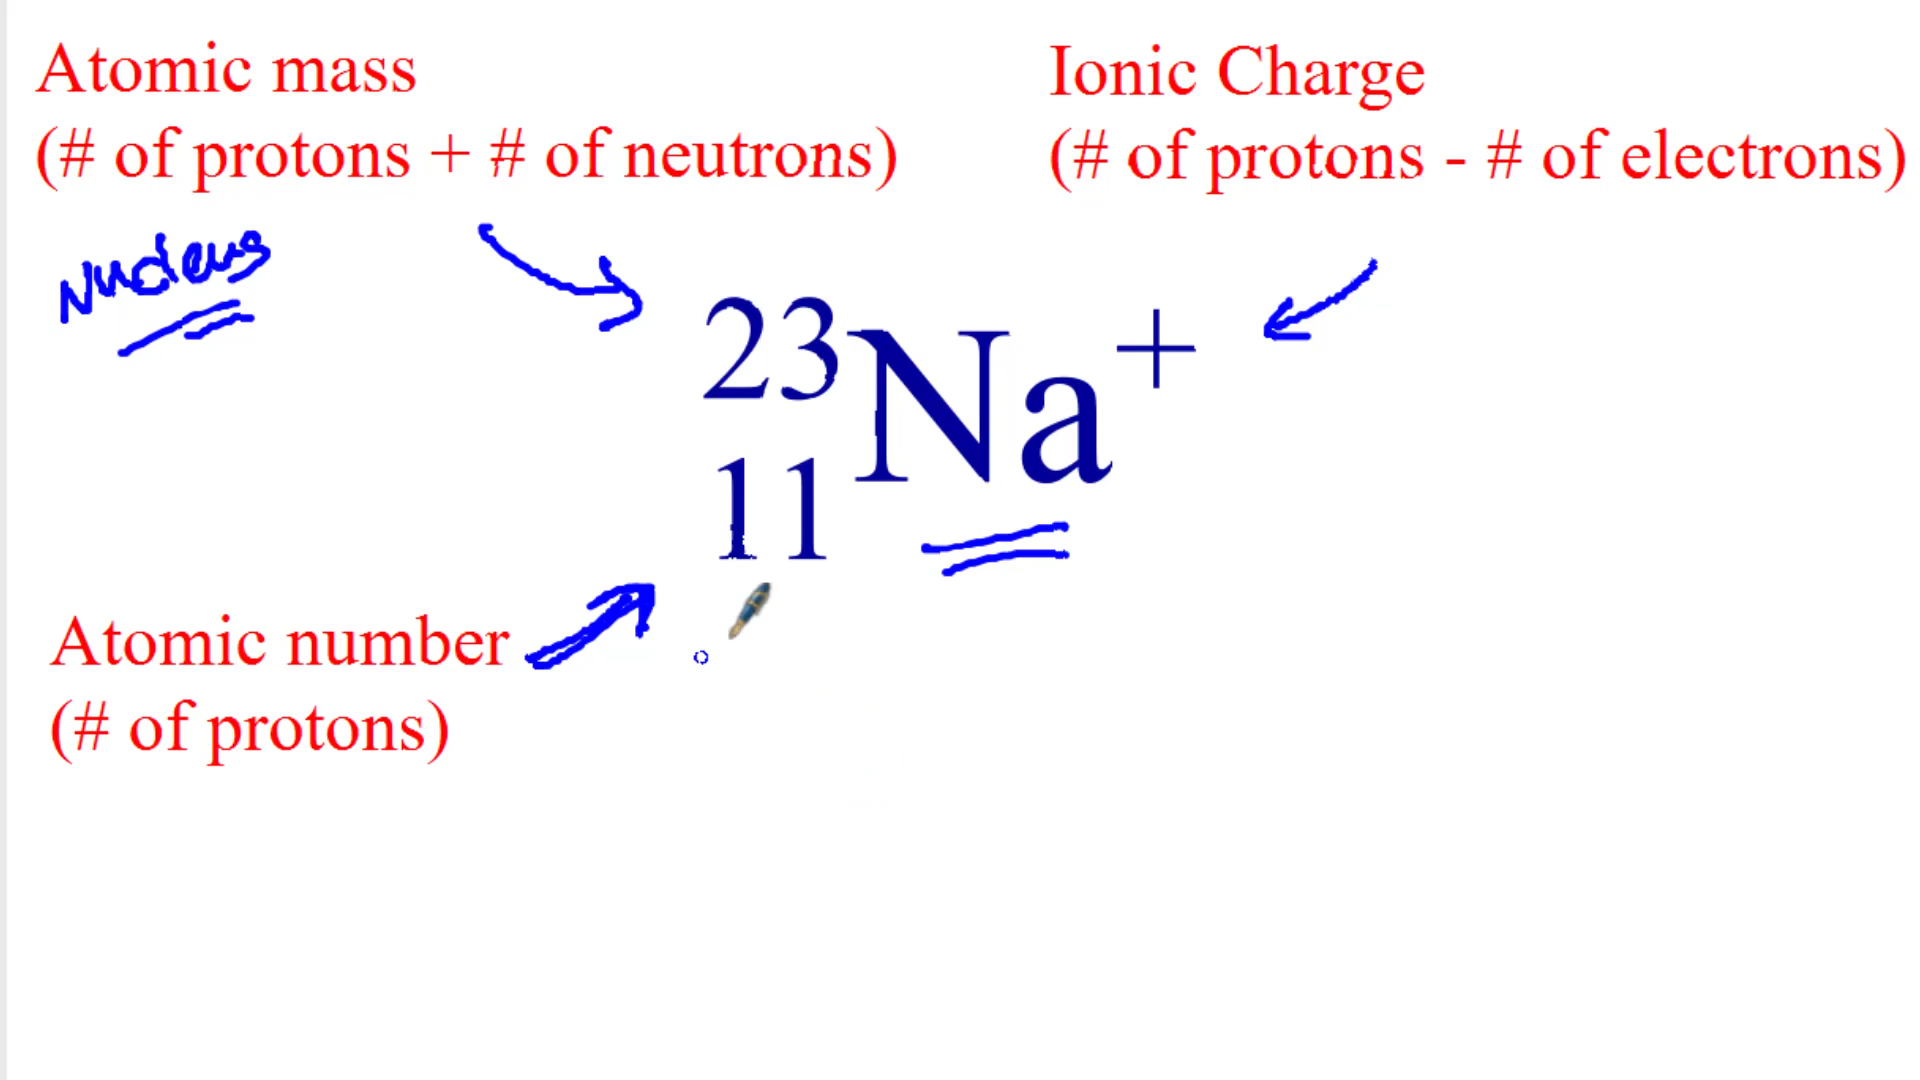 Atomic mass
(# of protons + # of neutrons)
Ionic Charge
(# of protons - # of electrons)
Nucleus
23
Na+
11
Atomic number
(# of protons)